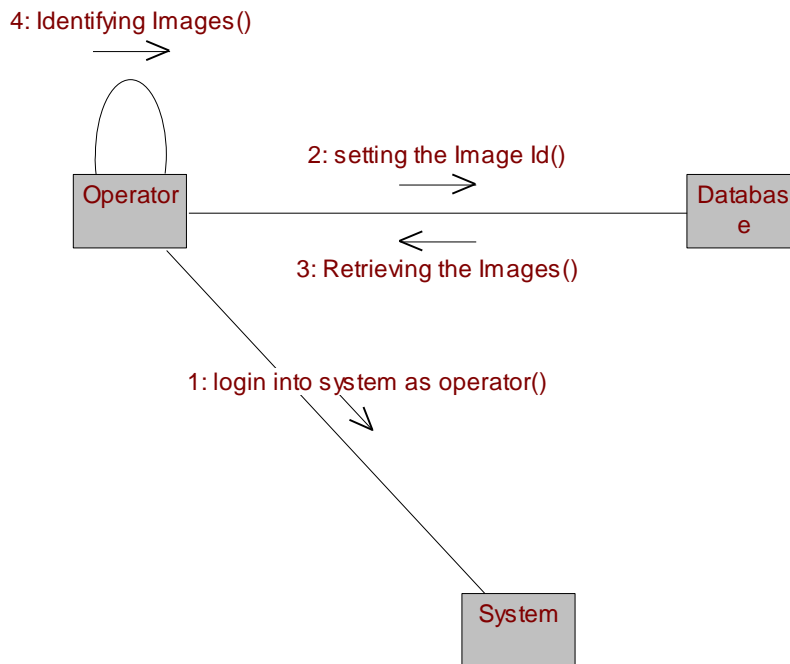 4: Identifying Images()
2: setting the Image Id()
Operator
Databas
e
3: Retrieving the Images()
1: login into system as operator()
System